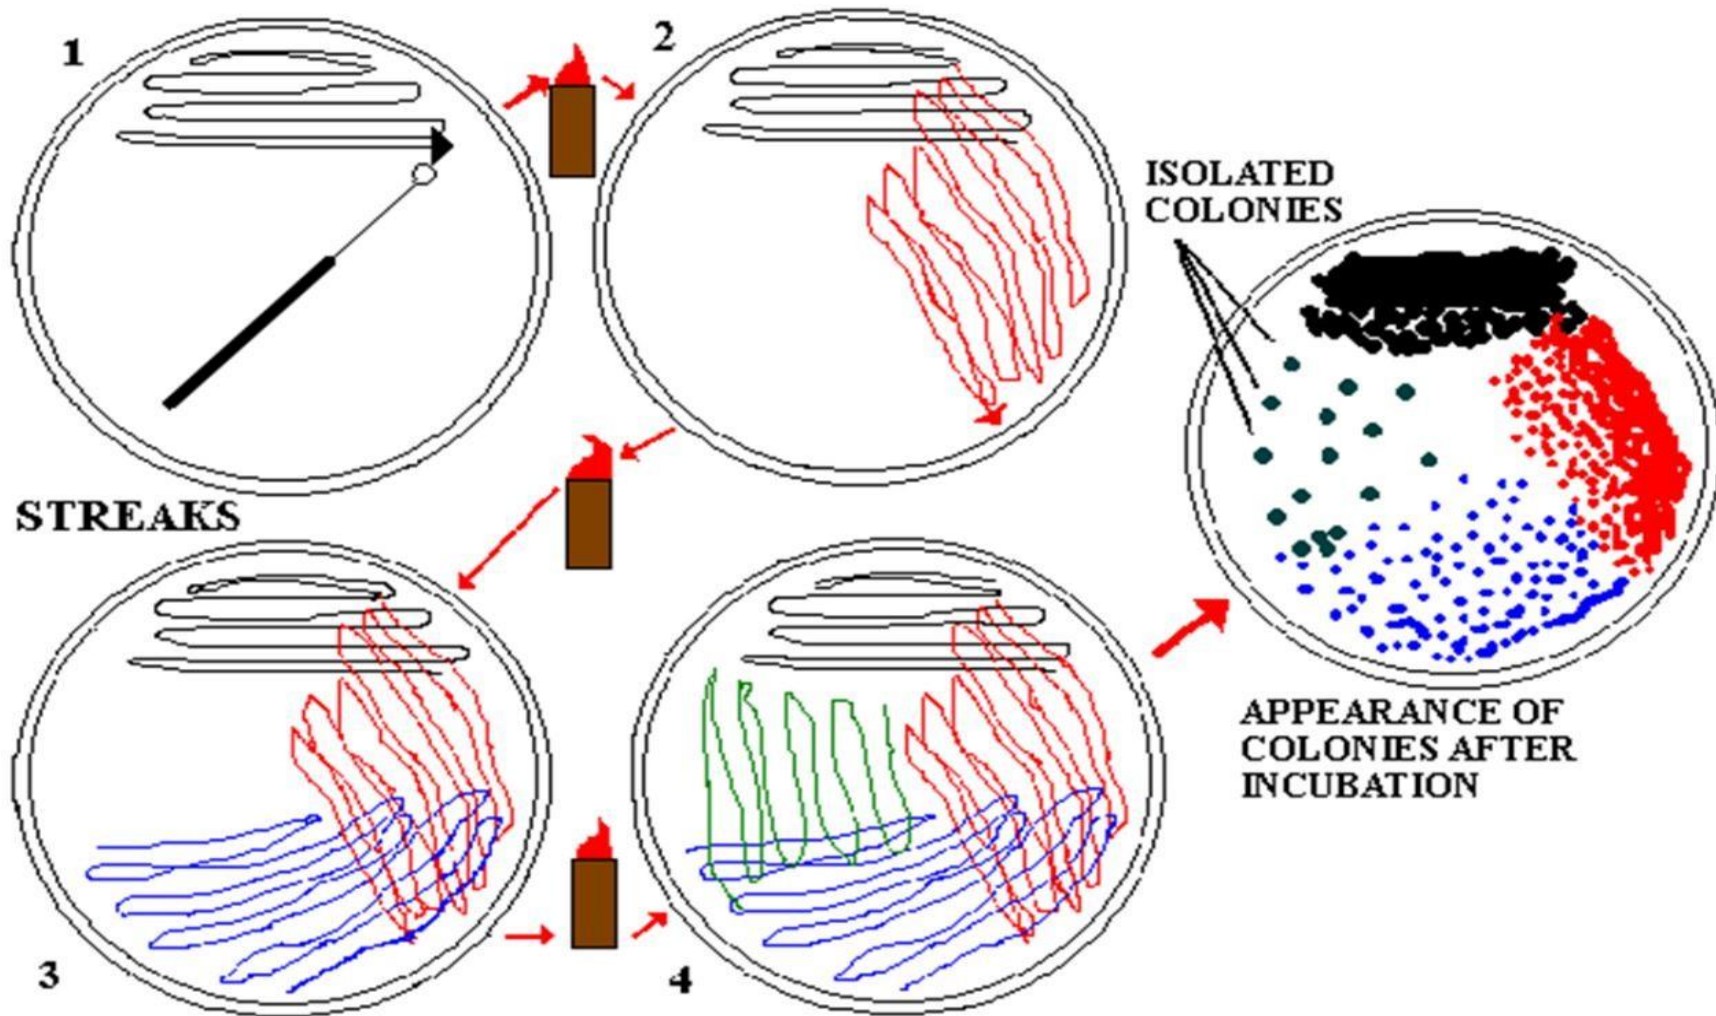 1
2
ISOLATED
COLONIES
STREAKS
3
4
APPEARANCE OF
COLONIES AFTER
INCUBATION